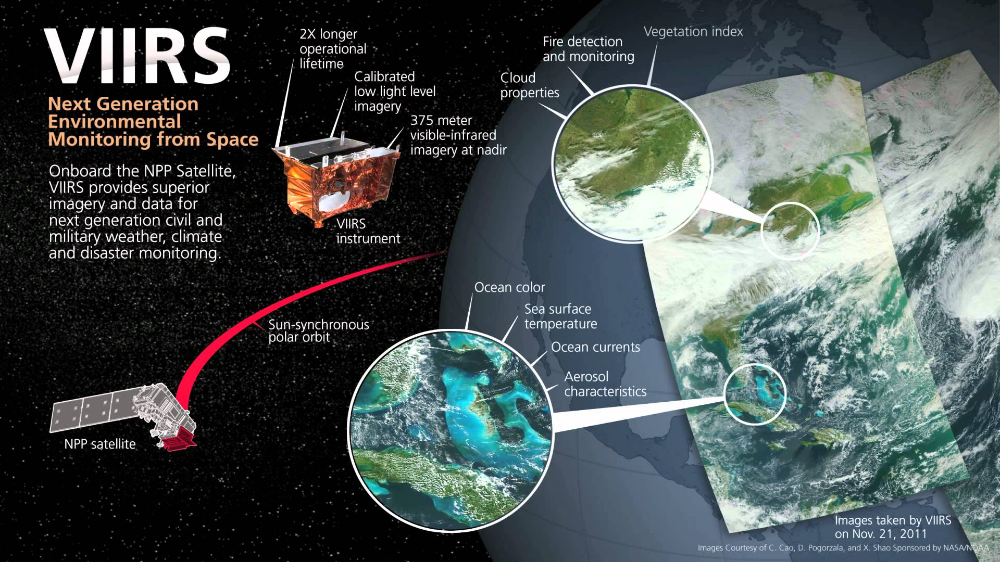 VIIRS
Next Generation
Environmental
Monitoring from Space
Onboard the NPP Satellite,
VIIRS provides superior
imagery and data for
next generation civil and
military weather, climate
and disaster monitoring.
2X longer
operational
lifetime
Calibrated
low light level
imagery
375 meter
visible-infrared
imagery at nadir
VIIRS
instrument
Cloud
properties
Fire detection
and monitoring
Vegetation index
Sun-synchronous
polar orbit
NPP satellite
Ocean color
Sea surface
temperature
Ocean currents
Aerosol
characteristics
Images taken by VIIRS
on Nov. 21, 2011
Images Courtesy of C. Cao, D. Pogorzala, and X. Shao Sponsored by NASA/NOAA